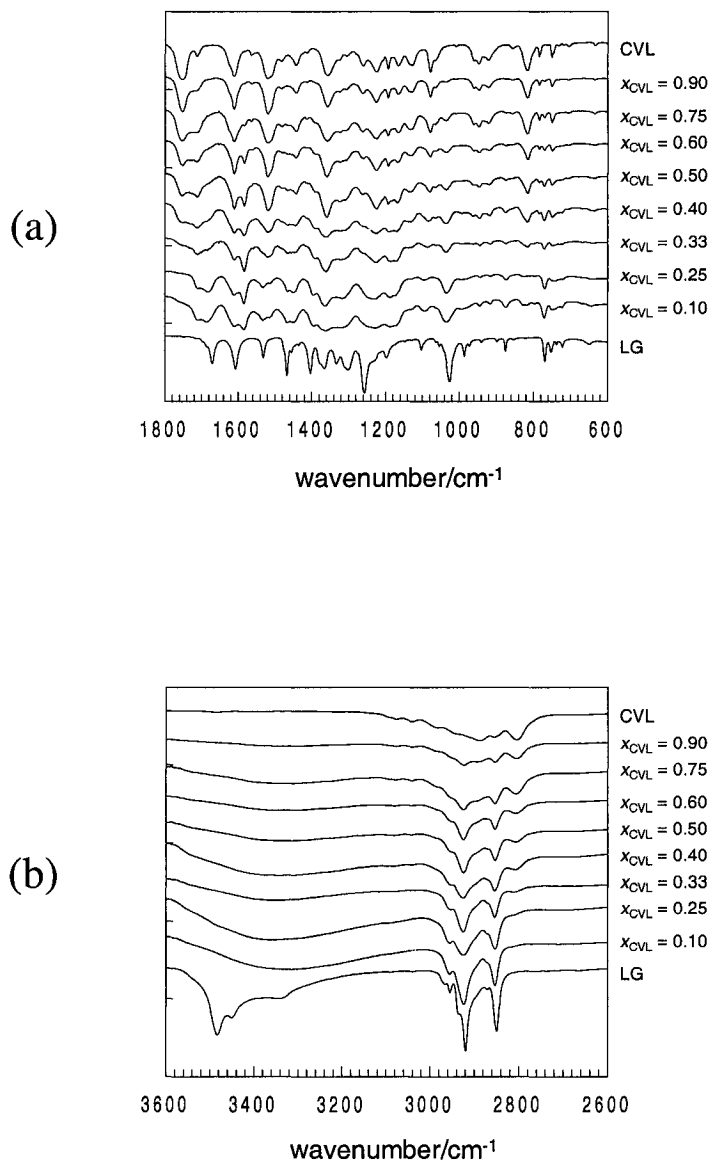 (a)
CVL
xCVL = 0.90
xCVL = 0.75
xCVL = 0.60
xCVL = 0.50
xCVL = 0.40
xCVL = 0.33
xCVL = 0.25
xCVL = 0.10
LG
1800 1600 1400 1200 1000 800 600
wavenumber/cm-1
(b)
CVL
xCVL = 0.90
xCVL = 0.75
xCVL = 0.60
xCVL = 0.50
xCVL = 0.40
xCVL = 0.33
xCVL = 0.25
xCVL = 0.10
LG
3600 3400 3200 3000 2800 2600
wavenumber/cm-1